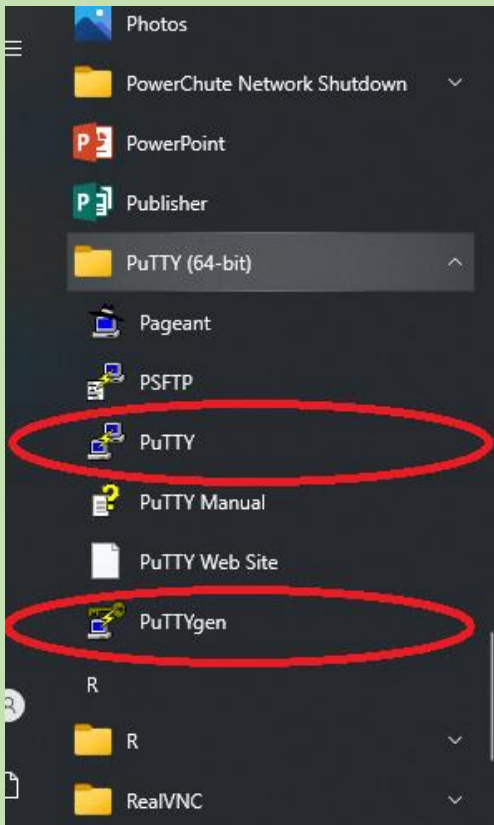 Photos
PowerChute Network Shutdown
PowerPoint
Publisher
PuTTY (64-bit)
Pageant
PSFTP
PuTTY
PuTTY Manual
PuTTY Web Site
PuTTYgen
R
R
RealVNC